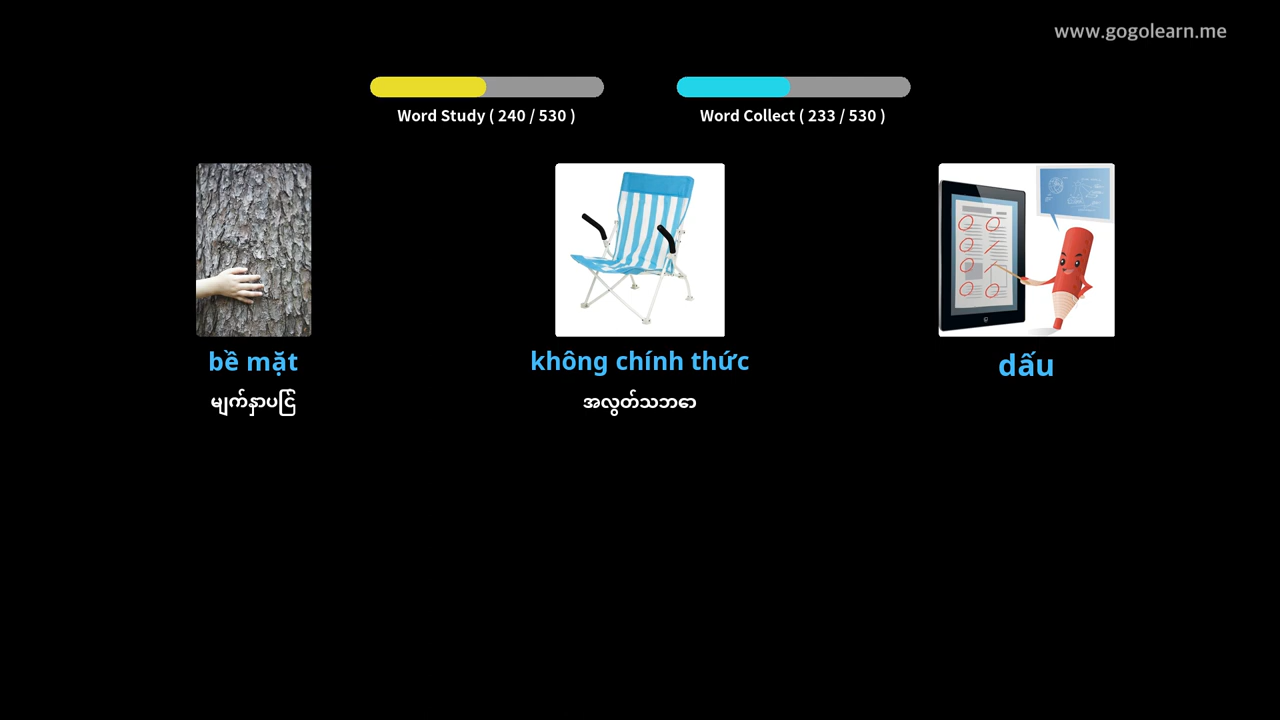 www.gogolearn.me
Word Study ( 240 / 530 )
Word Collect ( 233 / 530 )
bề mặt
không chính thức
dấu
မျက်နှာပြင်
အလွတ်သဘော